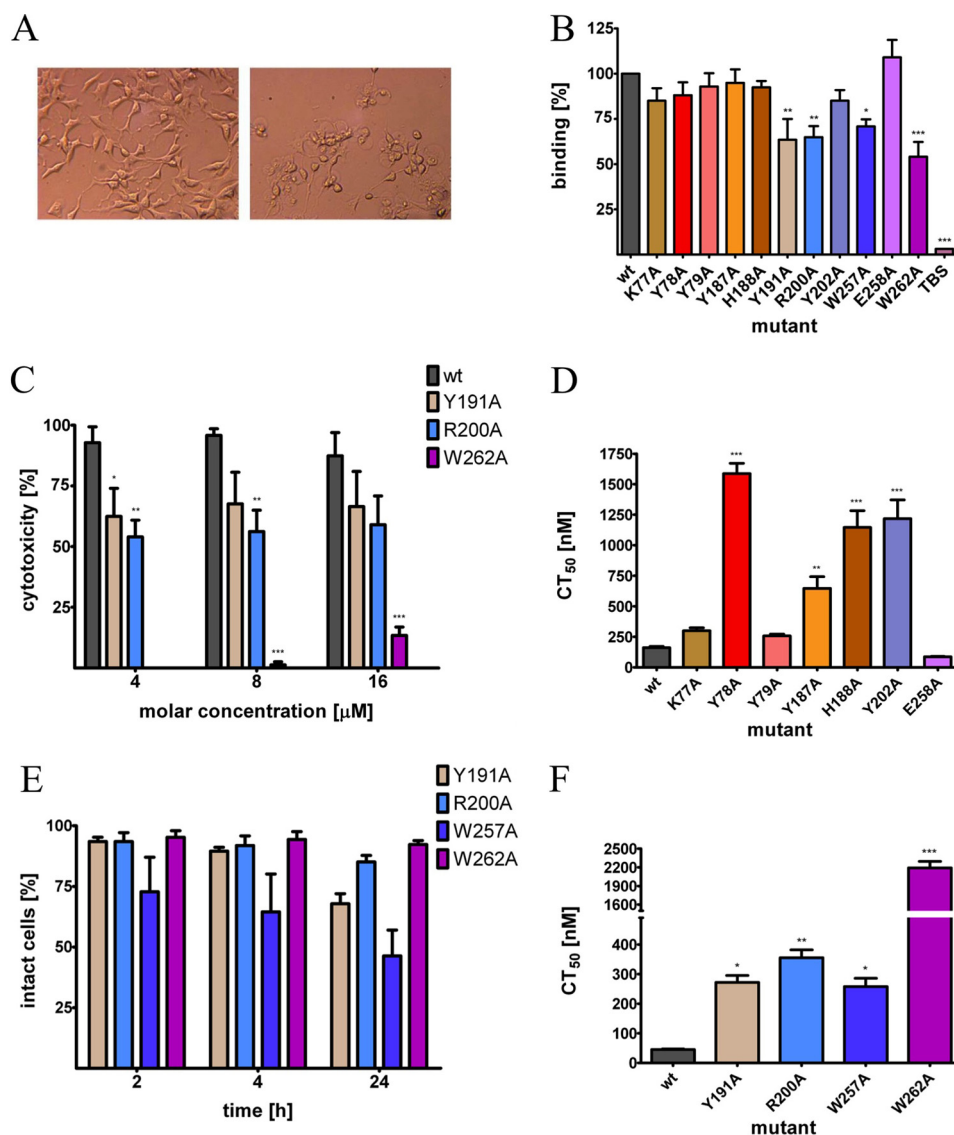 A
B
binding [%]
100
75
50
25
**
**
*
***
***
wt
K77A
Y78A
Y79A
Y187A
H188A
Y191A
R200A
Y202A
W257A
E258A
W262A
TBS
mutant
C
wt
Y191A
R200A
W262A
cytotoxicity [%]
100
75
50
25
*
**
**
***
***
4
8
16
molar concentration [μM]
D
CT50 [nM]
1750
1500
1250
1000
750
500
250
0
***
**
***
***
wt
K77A
Y78A
Y79A
Y187A
H188A
Y202A
E258A
mutant
E
Y191A
R200A
W257A
W262A
intact cells [%]
100
75
50
25
2
4
24
time [h]
F
CT50 [nM]
2500
2200
1900
1600
400
300
200
100
0
*
**
*
***
wt
Y191A
R200A
W257A
W262A
mutant